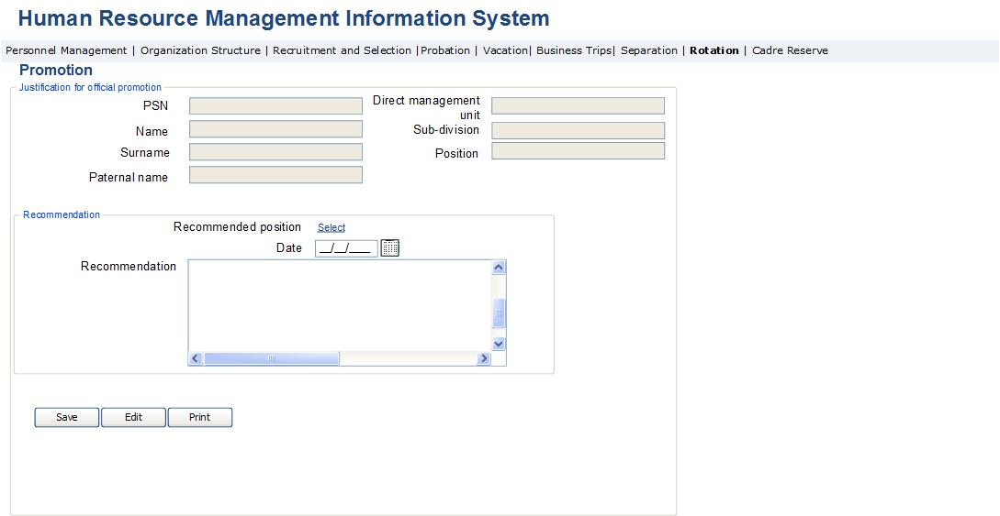 Human Resource Management Information System
Personnel Management | Organization Structure | Recruitment and Selection |Probation | Vacation| Business Trips| Separation | Rotation | Cadre Reserve
Promotion
Justification for official promotion
PSN
Direct management
unit
Name
Sub-division
Surname
Position
Paternal name
Recommendation
Recommended position Select
Date __/__/___
Recommendation
Save Edit Print